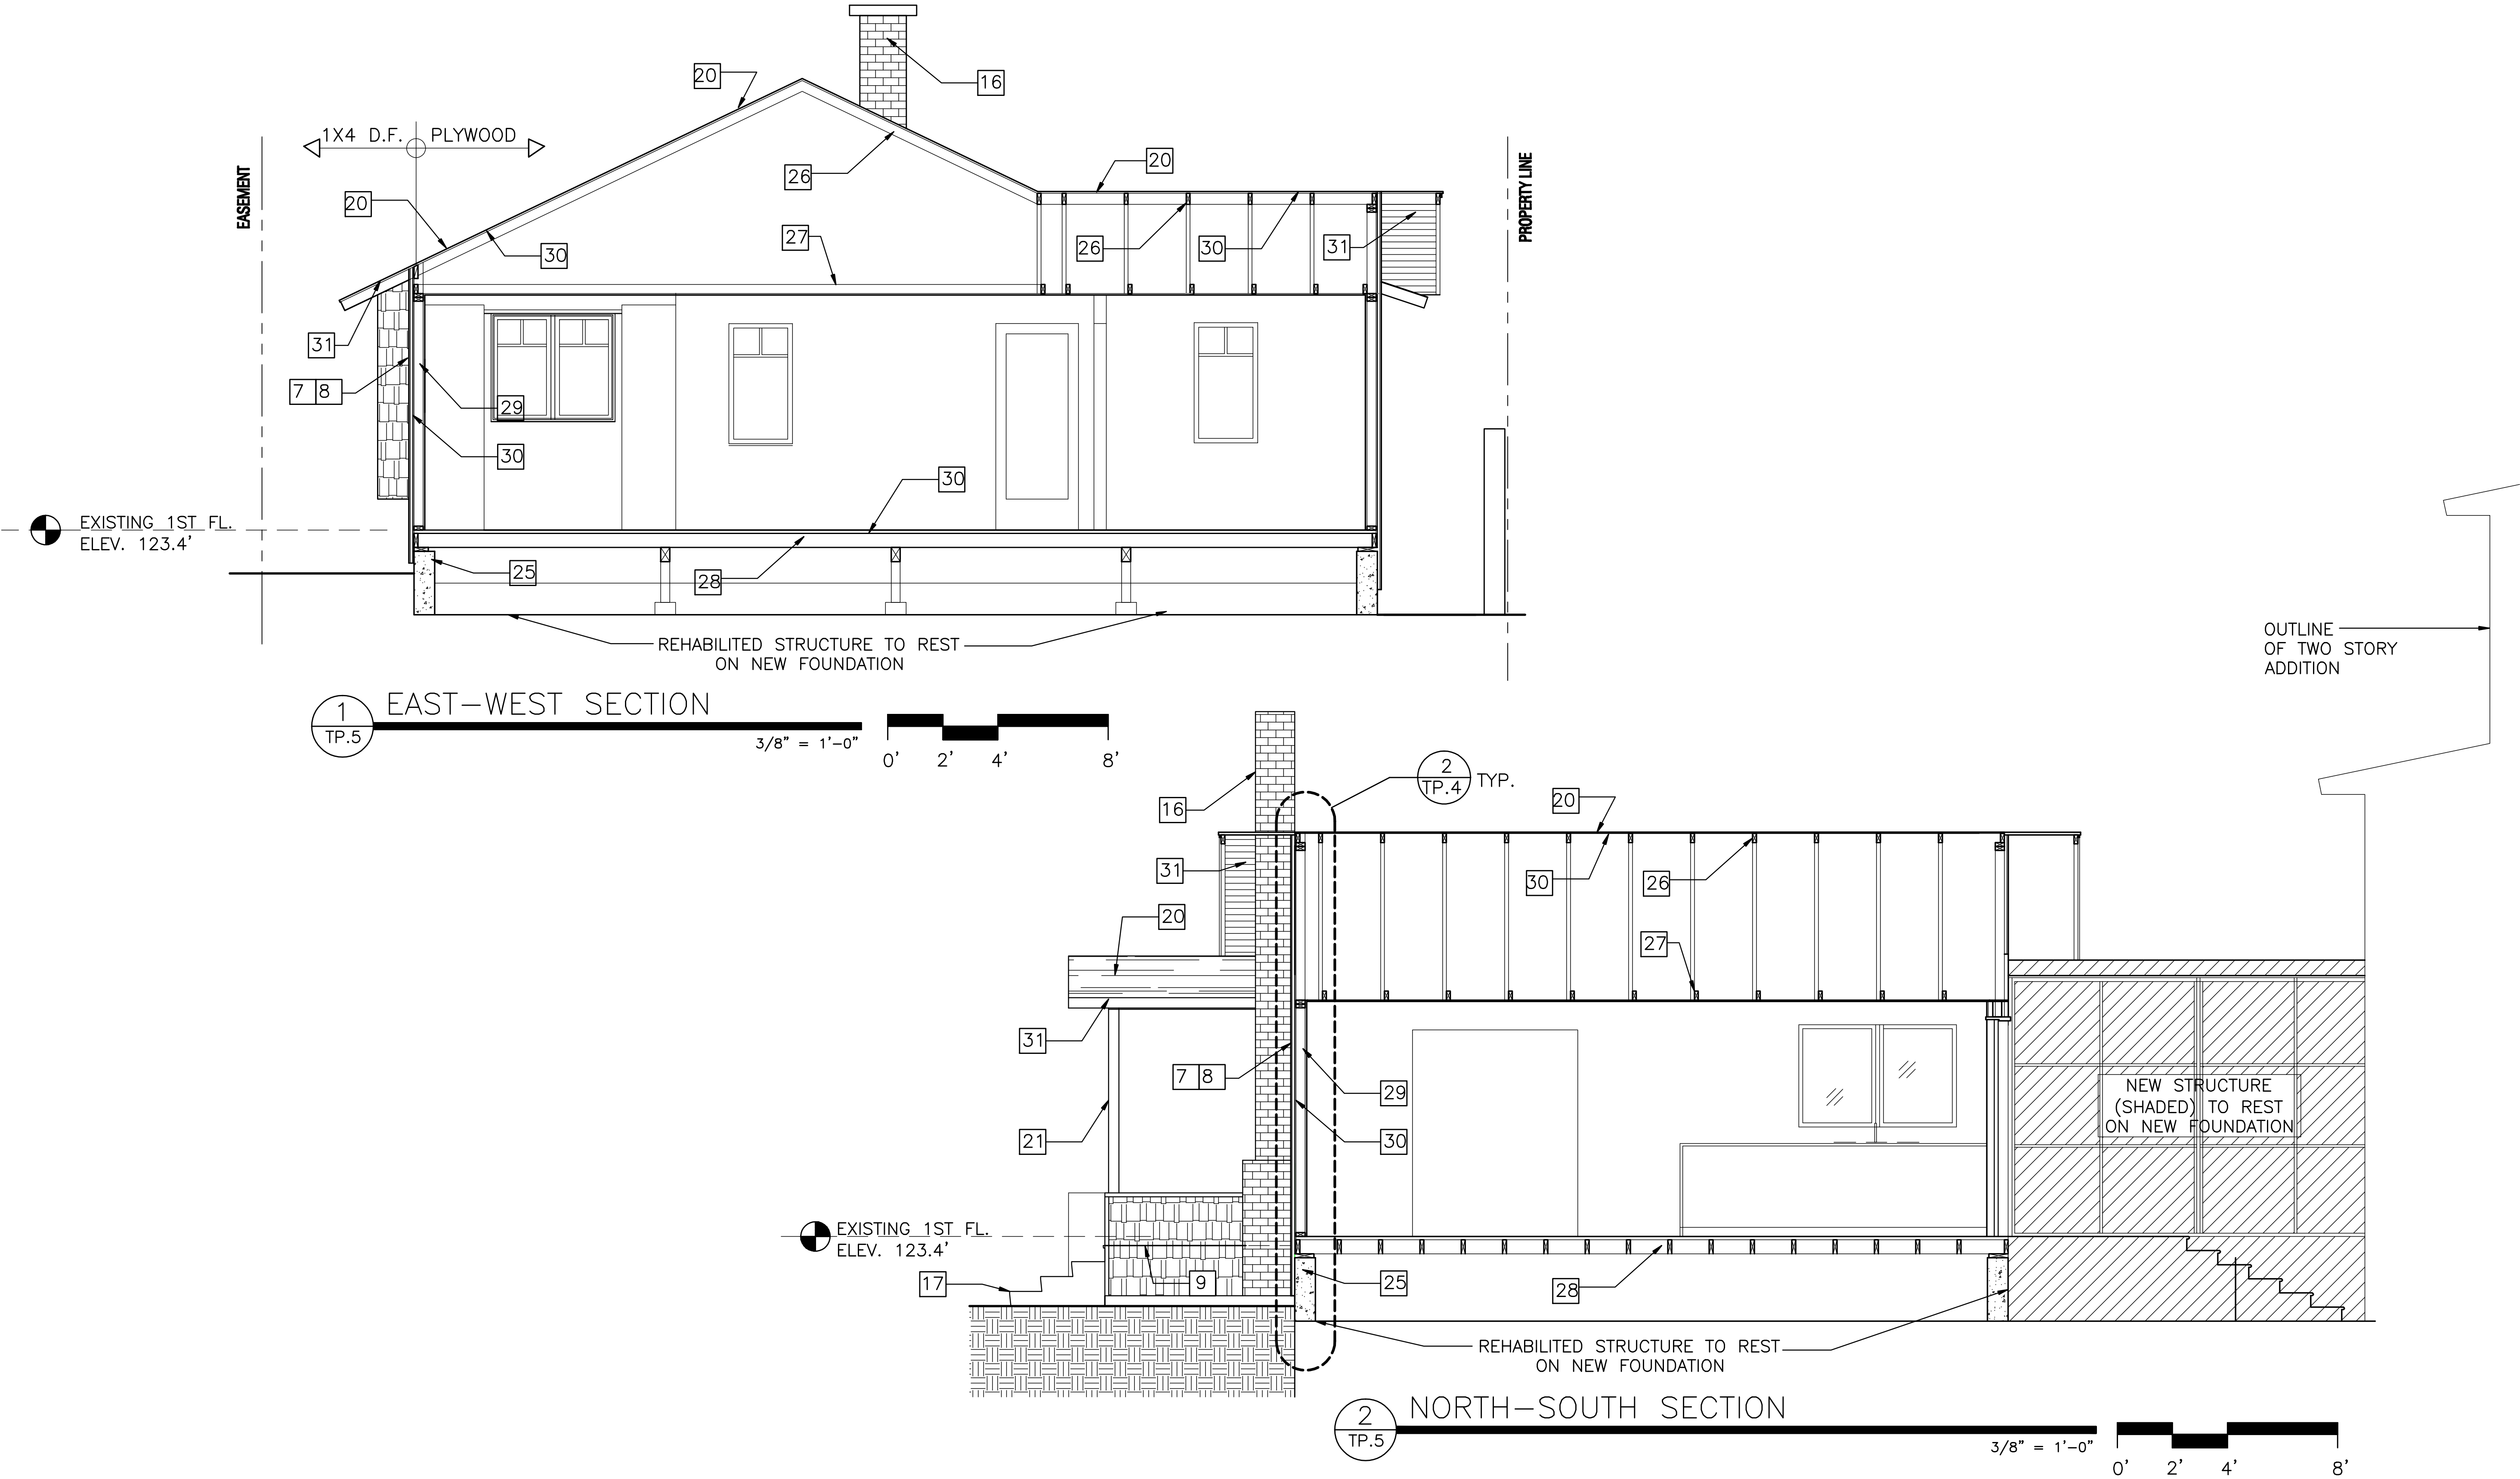 20
16
1X4 D.F. PLYWOOD
EASEMENT
26
20
PROPERTY LINE
20
30
27
26
30
31
31
7 8
29
30
30
EXISTING 1ST FL.
ELEV. 123.4'
25
28
REHABILITED STRUCTURE TO REST
ON NEW FOUNDATION
OUTLINE
OF TWO STORY
ADDITION
1
TP.5
EAST-WEST SECTION
3/8" = 1'-0"
0' 2' 4' 8'
2
TP.4
TYP.
16
20
31
30
26
20
27
31
7 8
29
NEW STRUCTURE
(SHADED) TO REST
ON NEW FOUNDATION
21
30
EXISTING 1ST FL.
ELEV. 123.4'
17
9
25
28
REHABILITED STRUCTURE TO REST
ON NEW FOUNDATION
2
TP.5
NORTH-SOUTH SECTION
3/8" = 1'-0"
0' 2' 4' 8'